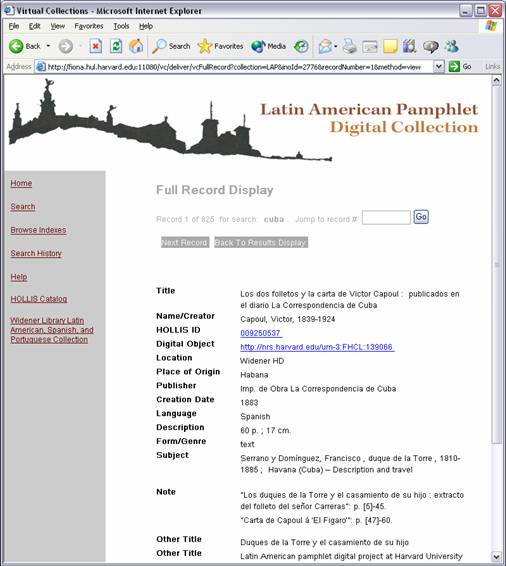 Virtual Collections - Microsoft Internet Explorer
File Edit View Favorites Tools Help
Back Search Favorites Media
Address http://fiona.hul.harvard.edu:11080/vc/deliver/vcFullRecord?collection=LAP&inoId=2776&recordNumber=1&method=view Go Links
Latin American Pamphlet
Digital Collection
Home
Search
Browse Indexes
Search History
Help
HOLLIS Catalog
Widener Library Latin
American, Spanish, and
Portuguese Collection
Full Record Display
Record 1 of 825 for search: cuba . Jump to record # Go
Next Record Back To Results Display
Title Los dos folletos y la carta de Victor Capoul : publicados en
el diario La Correspondencia de Cuba
Name/Creator Capoul, Victor, 1839-1924
HOLLIS ID 009250537
Digital Object http://nrs.harvard.edu/urn-3:FHCL:139066
Location Widener HD
Place of Origin Habana
Publisher Imp. de Obra La Correspondencia de Cuba
Creation Date 1883
Language Spanish
Description 60 p. ; 17 cm.
Form/Genre text
Subject Serrano y Domínguez, Francisco , duque de la Torre , 1810-
1885 ; Havana (Cuba) -- Description and travel
Note "Los duques de la Torre y el casamiento de su hijo : extracto
del folleto del señor Carreras": p. [5]-45.
"Carta de Capoul á 'El Fígaro'": p. [47]-60.
Other Title Duques de la Torre y el casamiento de su hijo
Other Title Latin American pamphlet digital project at Harvard University